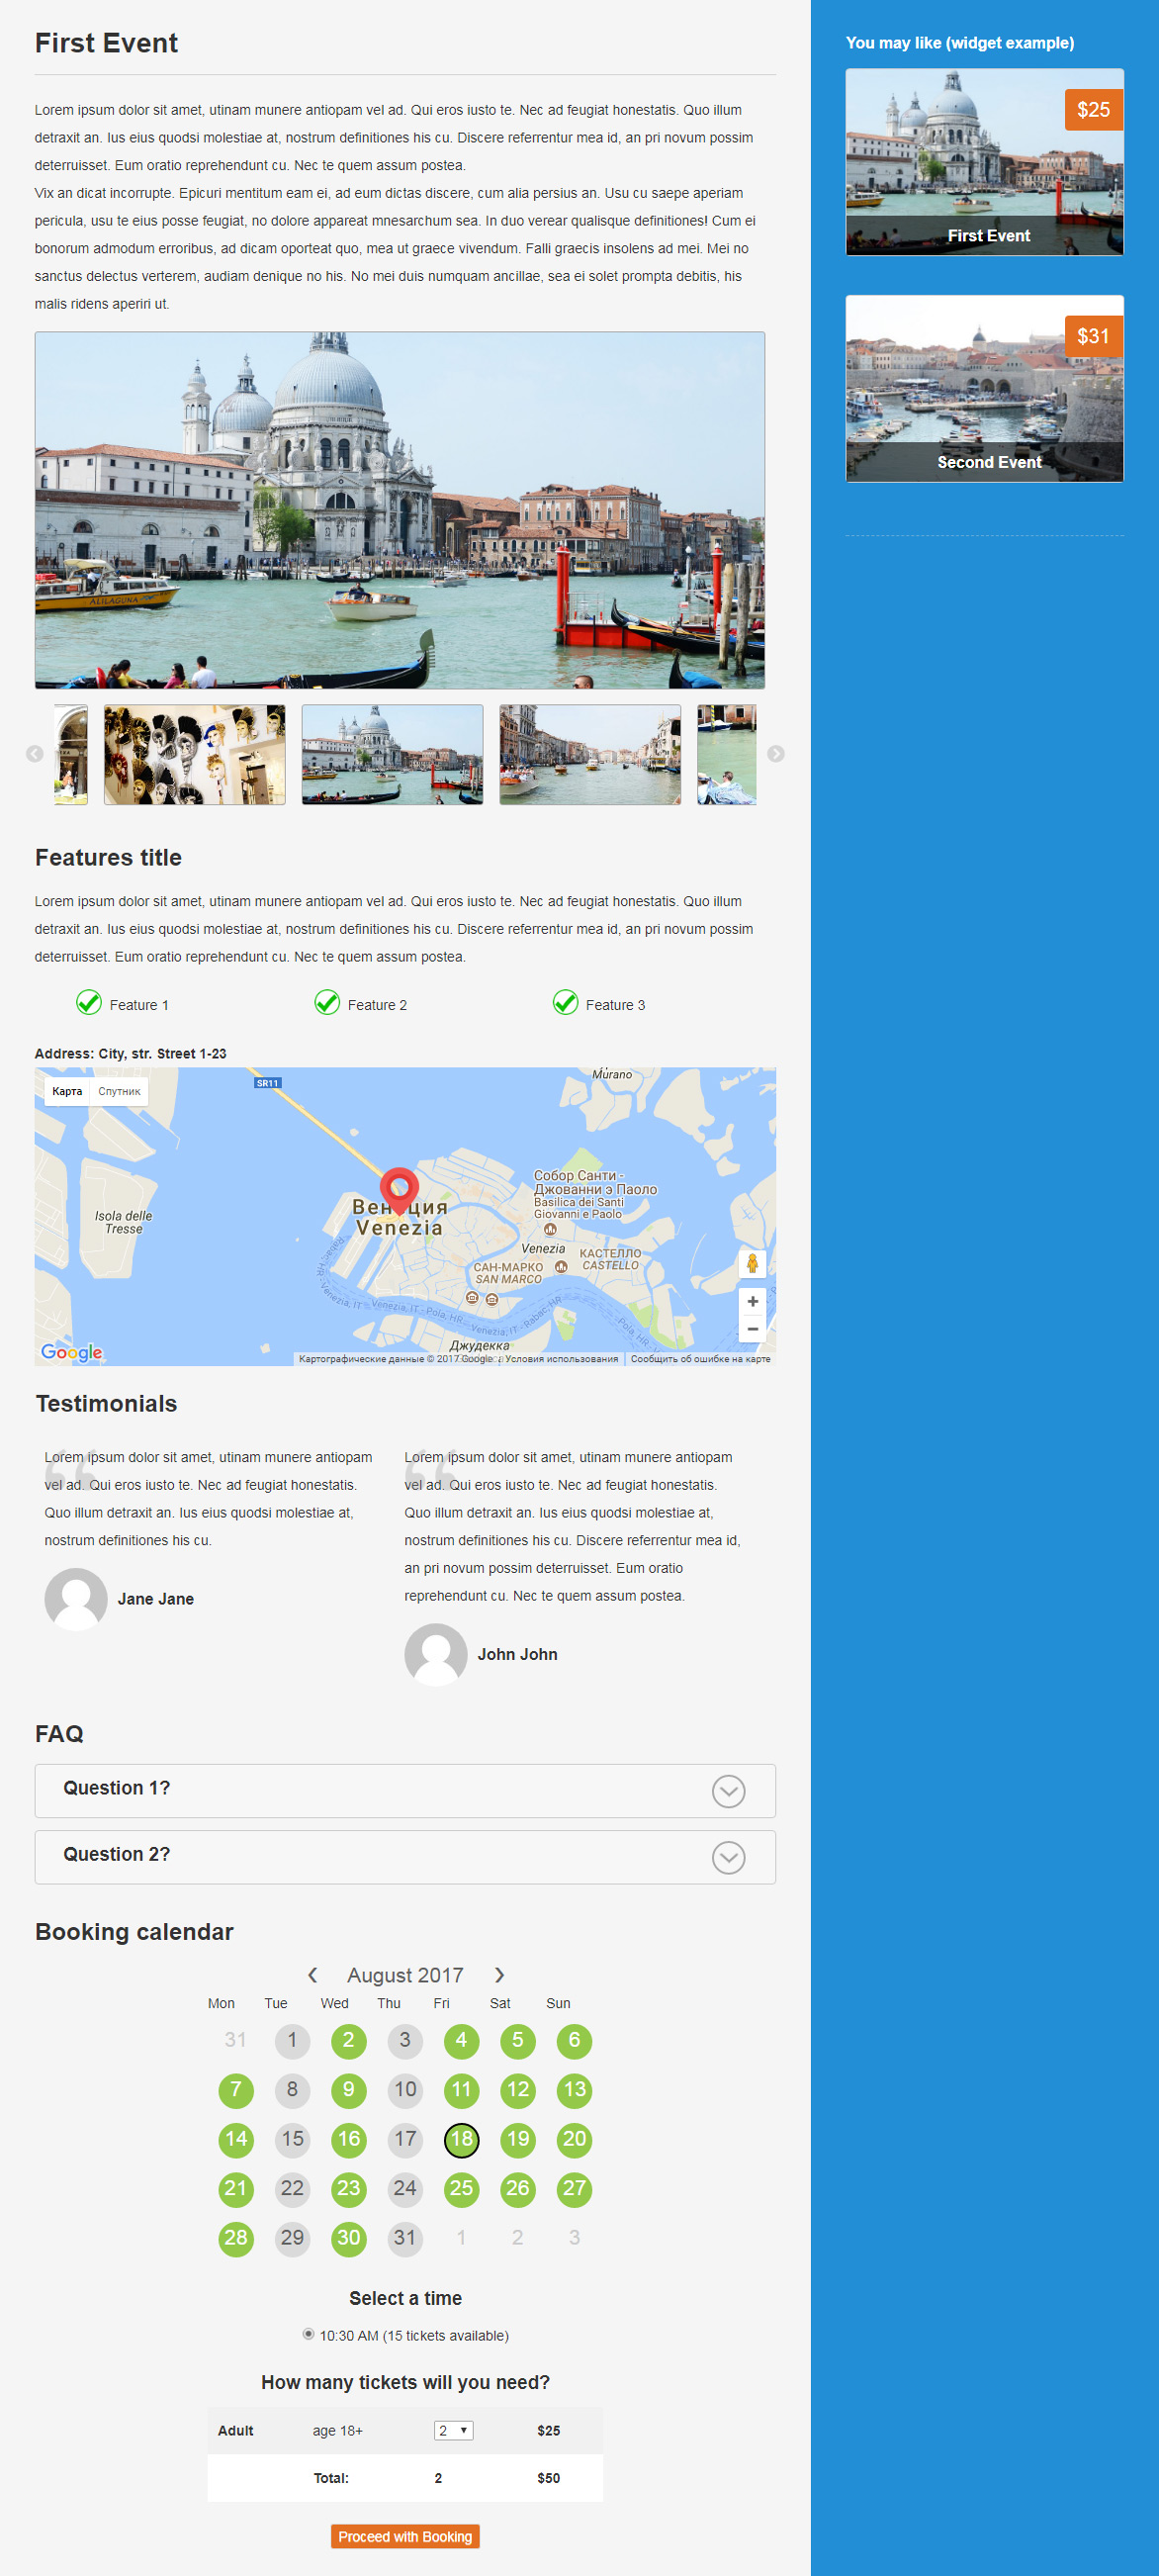 First Event
Lorem ipsum dolor sit amet, utinam munere antiopam vel ad. Qui eros iusto te. Nec ad feugiat honestatis. Quo illum
detraxit an. Ius eius quodsi molestiae at, nostrum definitiones his cu. Discere referrentur mea id, an pri novum possim
deterruisset. Eum oratio reprehendunt cu. Nec te quem assum postea.
Vix an dicat incorrupte. Epicuri mentitum eam ei, ad eum dictas discere, cum alia persius an. Usu cu saepe aperiam
pericula, usu te eius posse feugiat, no dolore appareat mnesarchum sea. In duo verear qualisque definitiones! Cum ei
bonorum admodum erroribus, ad dicam oporteat quo, mea ut graece vivendum. Falli graecis insolens ad mei. Mei no
sanctus delectus verterem, audiam denique no his. No mei duis numquam ancillae, sea ei solet prompta debitis, his
malis ridens aperiri ut.
ALILAGUNA
Features title
Lorem ipsum dolor sit amet, utinam munere antiopam vel ad. Qui eros iusto te. Nec ad feugiat honestatis. Quo illum
detraxit an. Ius eius quodsi molestiae at, nostrum definitiones his cu. Discere referrentur mea id, an pri novum possim
deterruisset. Eum oratio reprehendunt cu. Nec te quem assum postea.
Feature 1 Feature 2 Feature 3
Address: City, str. Street 1-23
Карта Спутник
SR11
Murano
Собор Санти -
Джованни э Паоло
Basilica dei Santi
Giovanni e Paolo
Isola delle
Tresse
Венеция
Venezia
Venezia
КАСТЕЛЛО
CASTELLO
САН-МАРКО
SAN MARCO
Venezia, IT - Pola, HR
Venezia, IT - Rabac, HR
Джудекка
Google
Картографические данные © 2017 Google Условия использования Сообщить об ошибке на карте
Testimonials
Lorem ipsum dolor sit amet, utinam munere antiopam
vel ad. Qui eros iusto te. Nec ad feugiat honestatis.
Quo illum detraxit an. Ius eius quodsi molestiae at,
nostrum definitiones his cu.
Jane Jane
Lorem ipsum dolor sit amet, utinam munere antiopam
vel ad. Qui eros iusto te. Nec ad feugiat honestatis.
Quo illum detraxit an. Ius eius quodsi molestiae at,
nostrum definitiones his cu. Discere referrentur mea id,
an pri novum possim deterruisset. Eum oratio
reprehendunt cu. Nec te quem assum postea.
John John
FAQ
Question 1?
Question 2?
Booking calendar
August 2017
Mon Tue Wed Thu Fri Sat Sun
31 1 2 3 4 5 6
7 8 9 10 11 12 13
14 15 16 17 18 19 20
21 22 23 24 25 26 27
28 29 30 31 1 2 3
Select a time
10:30 AM (15 tickets available)
How many tickets will you need?
Adult age 18+ 2 $25
Total: 2 $50
Proceed with Booking
You may like (widget example)
$25
First Event
$31
Second Event